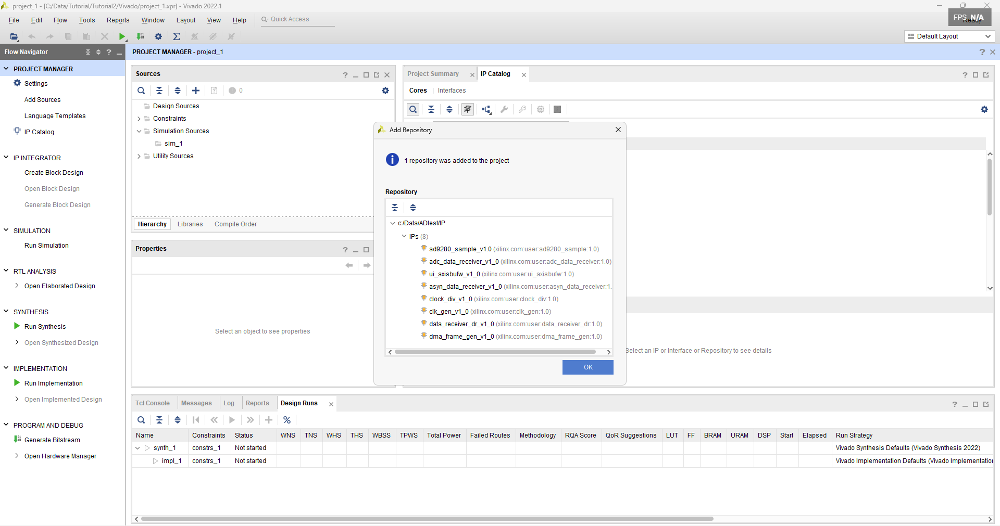 project_1 - [C:/Data/Tutorial/Tutorial2/Vivado/project_1.xpr] - Vivado 2022.1
File Edit Flow Tools Reports Window Layout View Help Quick Access
FPS N/A
Ready
Default Layout
Flow Navigator
PROJECT MANAGER - project_1
PROJECT MANAGER
Settings
Add Sources
Language Templates
IP Catalog
IP INTEGRATOR
Create Block Design
Open Block Design
Generate Block Design
SIMULATION
Run Simulation
RTL ANALYSIS
Open Elaborated Design
SYNTHESIS
Run Synthesis
Open Synthesized Design
IMPLEMENTATION
Run Implementation
Open Implemented Design
PROGRAM AND DEBUG
Generate Bitstream
Open Hardware Manager
Sources
0
Design Sources
Constraints
Simulation Sources
sim_1
Utility Sources
Hierarchy Libraries Compile Order
Properties
Select an object to see properties
Project Summary IP Catalog
Cores | Interfaces
Select an IP or Interface or Repository to see details
Add Repository
1 repository was added to the project
Repository
c:/Data/ADtest/IP
IPs (8)
ad9280_sample_v1.0 (xilinx.com:user:ad9280_sample:1.0)
adc_data_receiver_v1_0 (xilinx.com:user:adc_data_receiver:1.0)
ui_axisbufw_v1_0 (xilinx.com:user:ui_axisbufw:1.0)
asyn_data_receiver_v1_0 (xilinx.com:user:asyn_data_receiver:1.
clock_div_v1_0 (xilinx.com:user:clock_div:1.0)
clk_gen_v1_0 (xilinx.com:user:clk_gen:1.0)
data_receiver_dr_v1_0 (xilinx.com:user:data_receiver_dr:1.0)
dma_frame_gen_v1_0 (xilinx.com:user:dma_frame_gen:1.0)
OK
Tcl Console Messages Log Reports Design Runs
Name Constraints Status WNS TNS WHS THS WBSS TPWS Total Power Failed Routes Methodology RQA Score QoR Suggestions LUT FF BRAM URAM DSP Start Elapsed Run Strategy
synth_1 constrs_1 Not started Vivado Synthesis Defaults (Vivado Synthesis 2022)
impl_1 constrs_1 Not started Vivado Implementation Defaults (Vivado Implementation